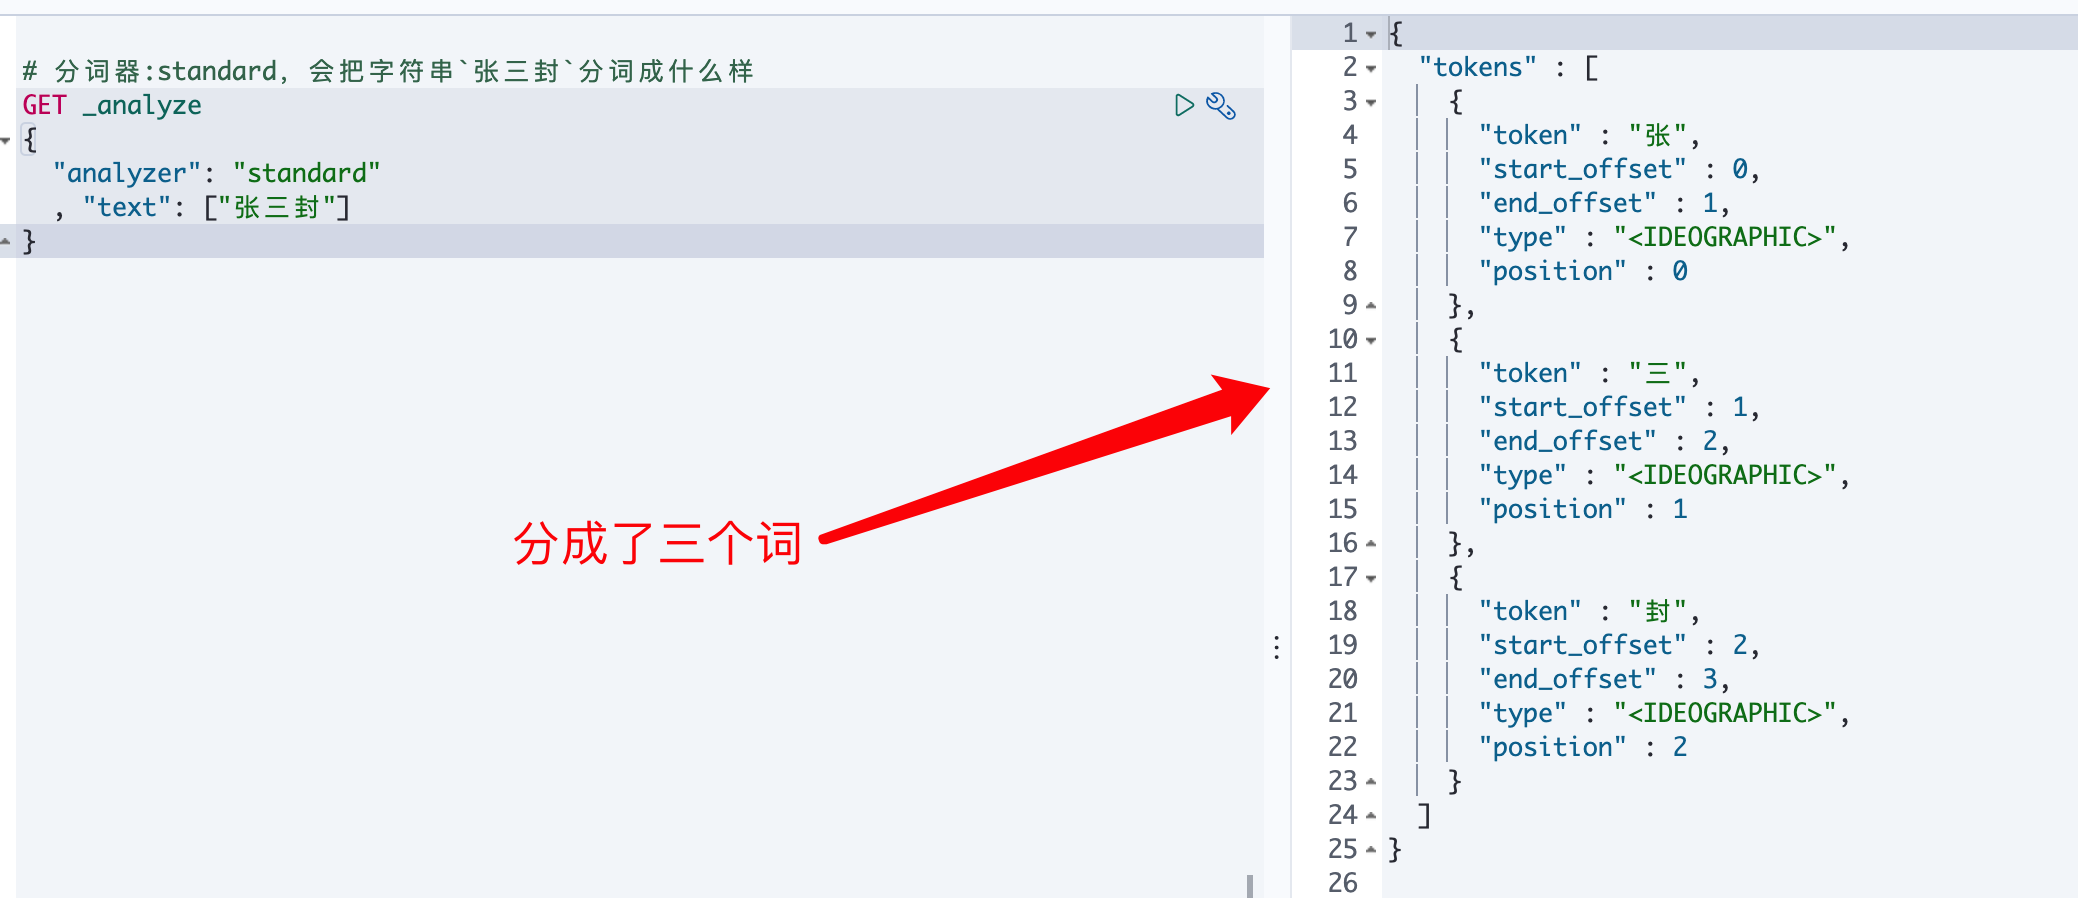 # 分词器:standard, 会把字符串`张三封`分词成什么样
GET _analyze
{
  "analyzer": "standard"
  , "text": ["张三封"]
}
分成了三个词
1 {
2   "tokens" : [
3     {
4       "token" : "张",
5       "start_offset" : 0,
6       "end_offset" : 1,
7       "type" : "<IDEOGRAPHIC>",
8       "position" : 0
9     },
10     {
11       "token" : "三",
12       "start_offset" : 1,
13       "end_offset" : 2,
14       "type" : "<IDEOGRAPHIC>",
15       "position" : 1
16     },
17     {
18       "token" : "封",
19       "start_offset" : 2,
20       "end_offset" : 3,
21       "type" : "<IDEOGRAPHIC>",
22       "position" : 2
23     }
24   ]
25 }
26